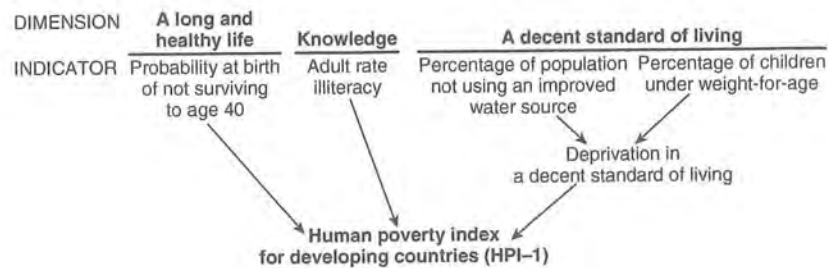 DIMENSION
A long and
healthy life
Knowledge
A decent standard of living
INDICATOR
Probability at birth
of not surviving
to age 40
Adult rate
illiteracy
Percentage of population
not using an improved
water source
Percentage of children
under weight-for-age
Deprivation in
a decent standard of living
Human poverty index
for developing countries (HPI–1)